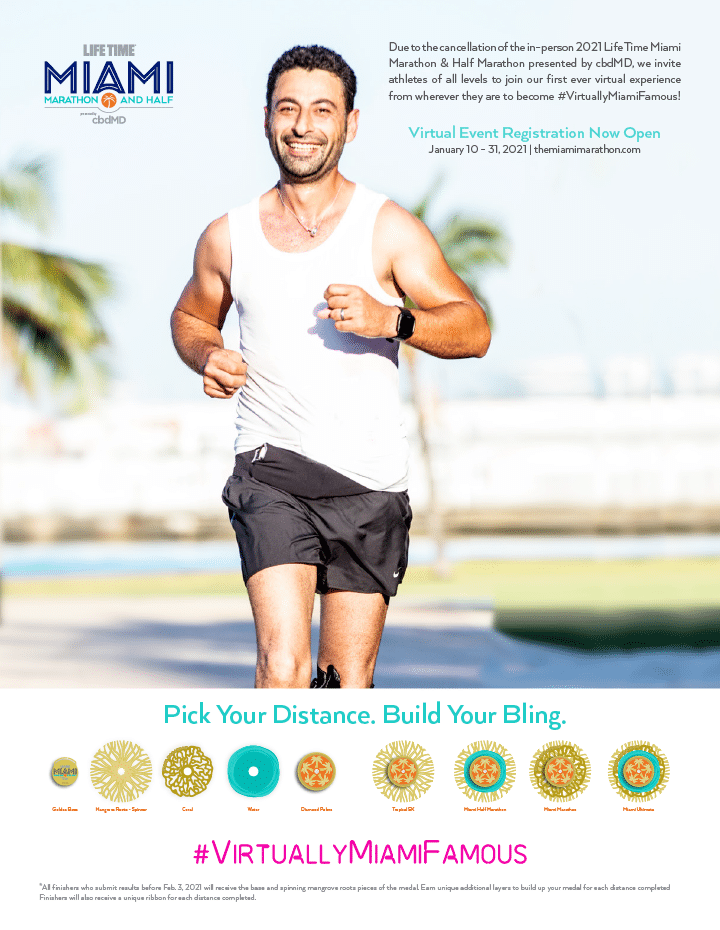 LIFE TIME
MIAMI
MARATHON AND HALF
presented by
cbdMD
Due to the cancellation of the in-person 2021 Life Time Miami
Marathon & Half Marathon presented by cbdMD, we invite
athletes of all levels to join our first ever virtual experience
from wherever they are to become #VirtuallyMiamiFamous!
Virtual Event Registration Now Open
January 10 - 31, 2021 | themiamimarathon.com
Pick Your Distance. Build Your Bling.
MIAMI
Golden Base Mangrove Roots - Spinner Coral Water Diamond Palms Tropical 5K Miami Half Marathon Miami Marathon Miami Ultimate
#VIRTUALLYMIAMIFAMOUS
*All finishers who submit results before Feb. 3, 2021 will receive the base and spinning mangrove roots pieces of the medal. Earn unique additional layers to build up your medal for each distance completed
Finishers will also receive a unique ribbon for each distance completed.